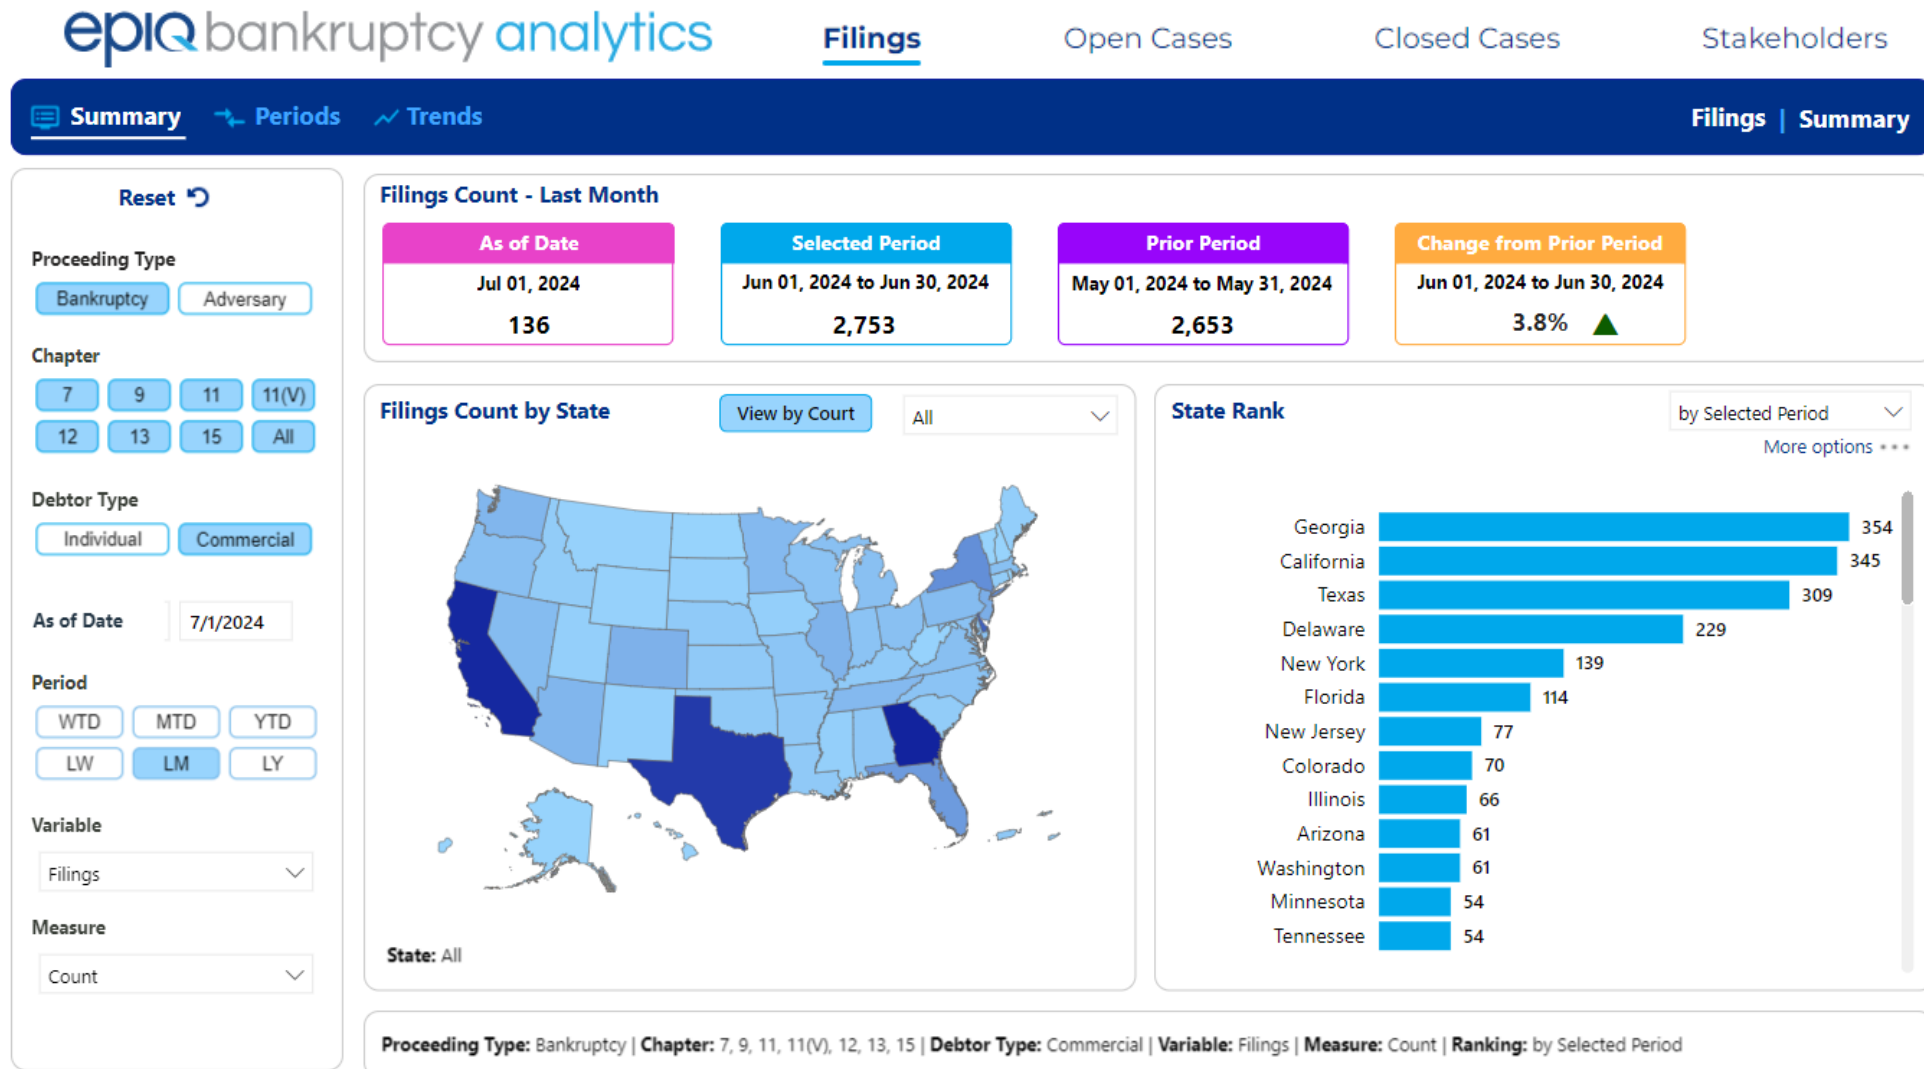 epiq bankruptcy analytics
Filings
Open Cases
Closed Cases
Stakeholders
Summary
Periods
Trends
Filings | Summary
Reset
Proceeding Type
Bankruptcy
Adversary
Chapter
7
9
11
11(V)
12
13
15
All
Debtor Type
Individual
Commercial
As of Date
7/1/2024
Period
WTD
MTD
YTD
LW
LM
LY
Variable
Filings
Measure
Count
Filings Count - Last Month
As of Date
Jul 01, 2024
136
Selected Period
Jun 01, 2024 to Jun 30, 2024
2,753
Prior Period
May 01, 2024 to May 31, 2024
2,653
Change from Prior Period
Jun 01, 2024 to Jun 30, 2024
3.8%
Filings Count by State
View by Court
All
State: All
State Rank
by Selected Period
More options
Georgia 354
California 345
Texas 309
Delaware 229
New York 139
Florida 114
New Jersey 77
Colorado 70
Illinois 66
Arizona 61
Washington 61
Minnesota 54
Tennessee 54
Proceeding Type: Bankruptcy | Chapter: 7, 9, 11, 11(V), 12, 13, 15 | Debtor Type: Commercial | Variable: Filings | Measure: Count | Ranking: by Selected Period